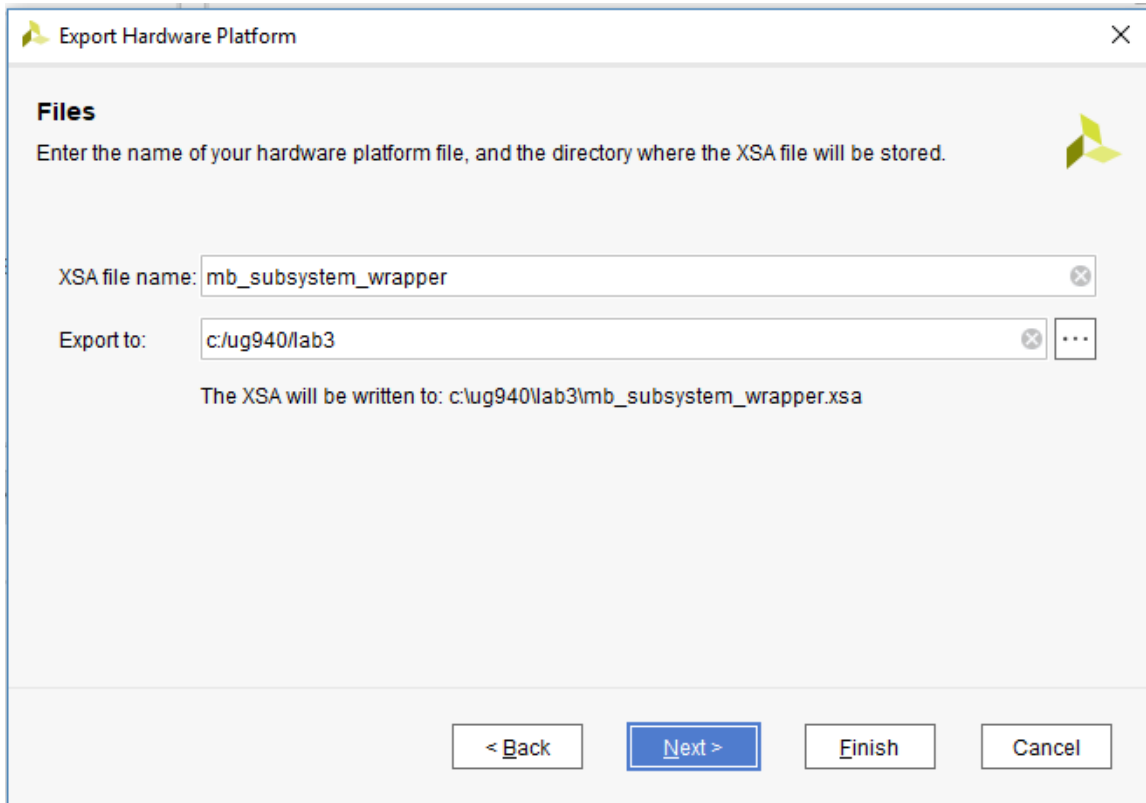 Export Hardware Platform
Files
Enter the name of your hardware platform file, and the directory where the XSA file will be stored.
XSA file name: mb_subsystem_wrapper
Export to: c:/ug940/lab3 ...
The XSA will be written to: c:\ug940\lab3\mb_subsystem_wrapper.xsa
< Back Next > Finish Cancel